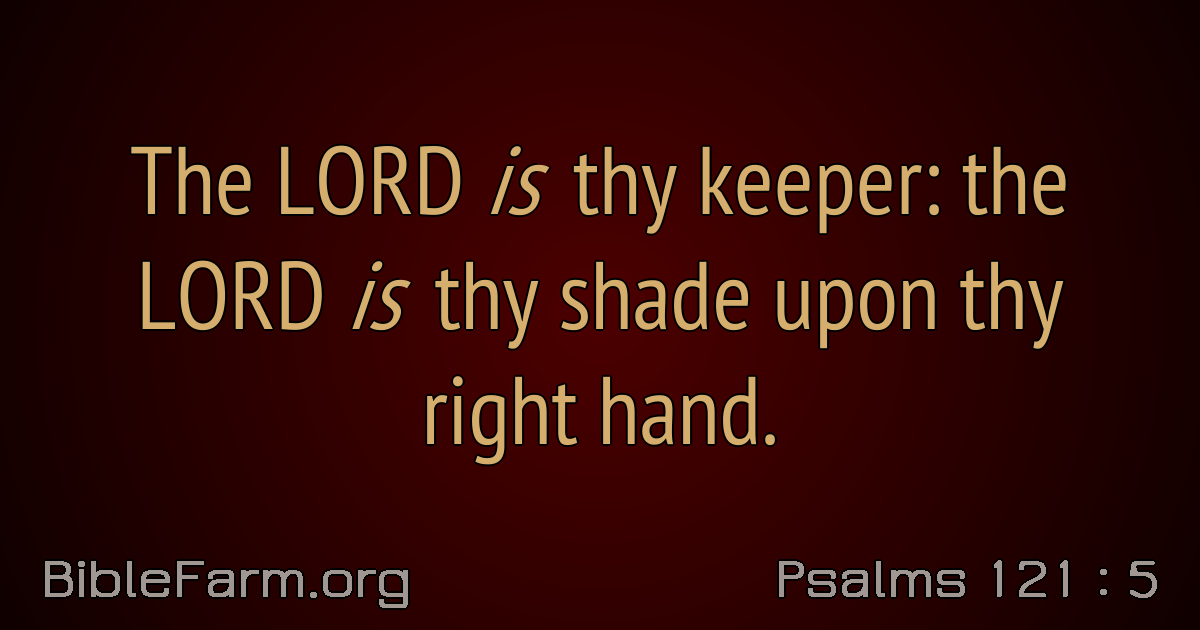 The LORD is thy keeper: the
LORD is thy shade upon thy
right hand.
BibleFarm.org
Psalms 121 : 5